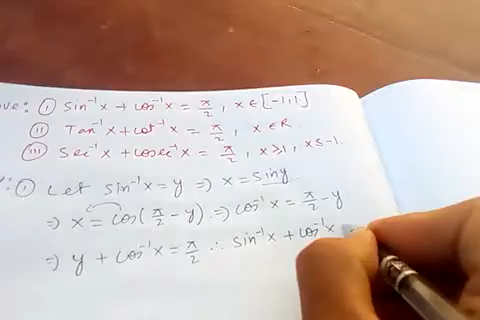 ove: (i) Sin⁻¹x + cos⁻¹x = π/2, x ∈ [-1,1]
(ii) Tan⁻¹x + cot⁻¹x = π/2, x ∈ R
(iii) Sec⁻¹x + cosec⁻¹x = π/2, x ≥ 1, x ≤ -1.
: (i) Let sin⁻¹x = y ⇒ x = siny.
⇒ x = cos(π/2 - y). ⇒ cos⁻¹x = π/2 - y
⇒ y + cos⁻¹x = π/2 ∴ sin⁻¹x + cos⁻¹x